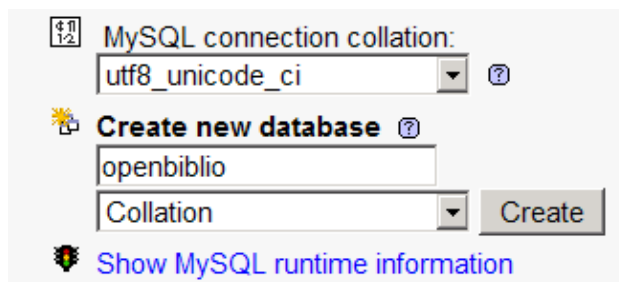 MySQL connection collation:
utf8_unicode_ci
Create new database
openbiblio
Collation
Create
Show MySQL runtime information